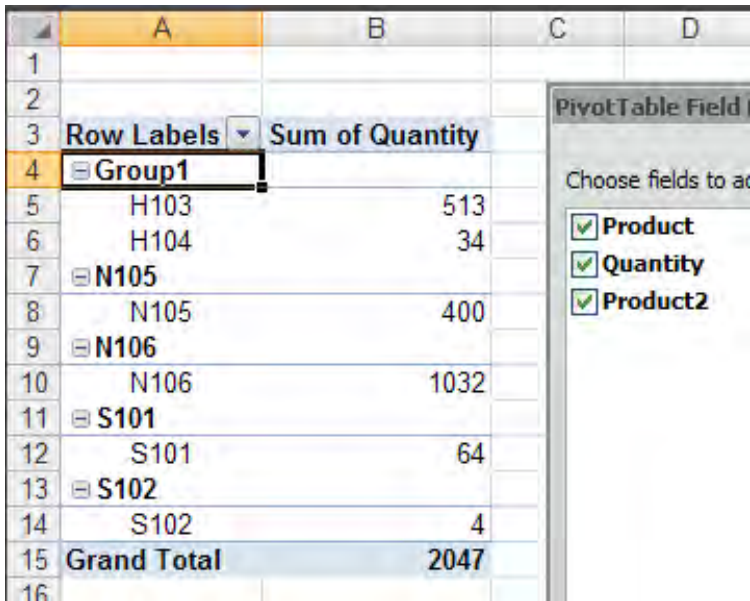 A B C D
1
2
3 Row Labels Sum of Quantity
4 Group1
5 H103 513
6 H104 34
7 N105
8 N105 400
9 N106
10 N106 1032
11 S101
12 S101 64
13 S102
14 S102 4
15 Grand Total 2047
16
PivotTable Field
Choose fields to ad
Product
Quantity
Product2